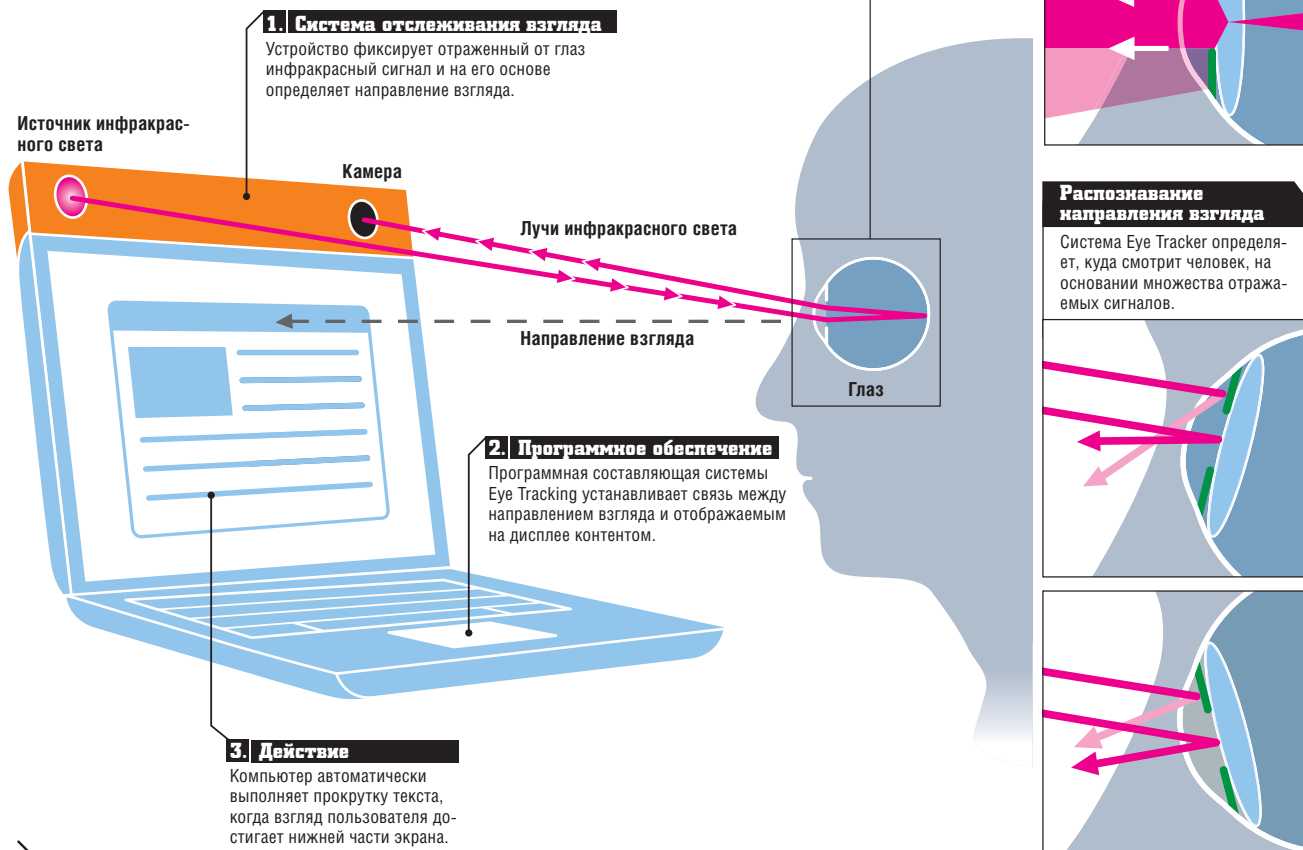 1. Система отслеживания взгляда
Устройство фиксирует отраженный от глаз
инфракрасный сигнал и на его основе
определяет направление взгляда.
Источник инфракрас-
ного света
Камера
Лучи инфракрасного света
Направление взгляда
Глаз
2. Программное обеспечение
Программная составляющая системы
Eye Tracking устанавливает связь между
направлением взгляда и отображаемым
на дисплее контентом.
3. Действие
Компьютер автоматически
выполняет прокрутку текста,
когда взгляд пользователя до-
стигает нижней части экрана.
Распознавание
направления взгляда
Система Eye Tracker определя-
ет, куда смотрит человек, на
основании множества отража-
емых сигналов.